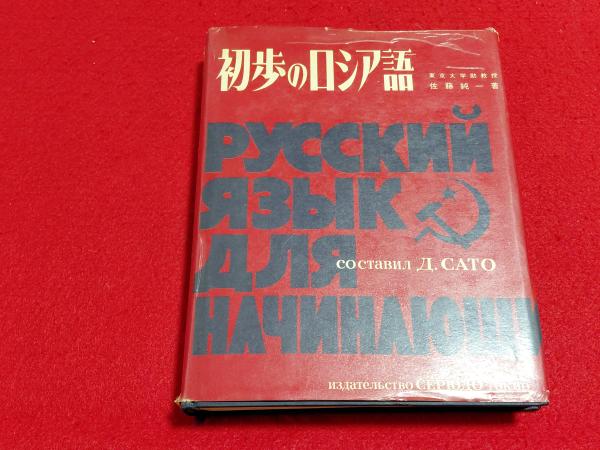 初歩のロシア語
東京大学助教授
佐藤純一著
РУССКИЙ
ЯЗЫК
ДЛЯ
составил Д. САТО
НАЧИНАЮЩИ
издательство